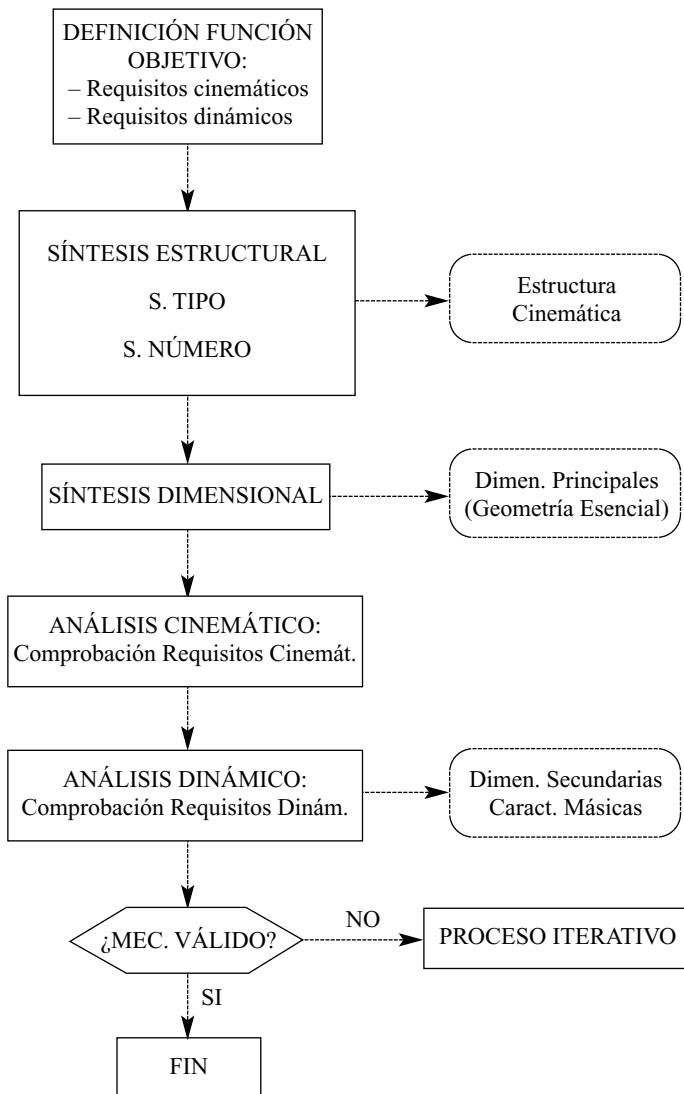 DEFINICIÓN FUNCIÓN
OBJETIVO:
– Requisitos cinemáticos
– Requisitos dinámicos
SÍNTESIS ESTRUCTURAL
S. TIPO
S. NÚMERO
Estructura
Cinemática
SÍNTESIS DIMENSIONAL
Dimen. Principales
(Geometría Esencial)
ANÁLISIS CINEMÁTICO:
Comprobación Requisitos Cinemát.
ANÁLISIS DINÁMICO:
Comprobación Requisitos Dinám.
Dimen. Secundarias
Caract. Másicas
¿MEC. VÁLIDO?
NO
PROCESO ITERATIVO
SI
FIN